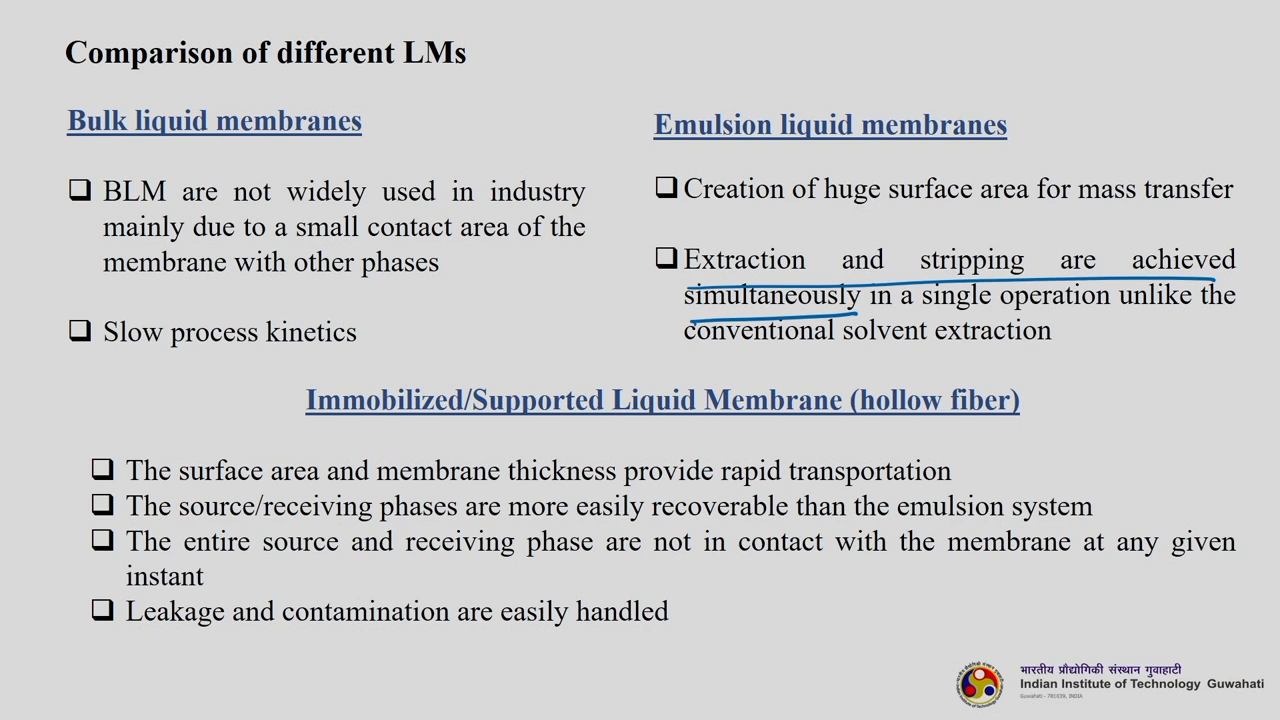 Comparison of different LMs
Bulk liquid membranes
BLM are not widely used in industry
mainly due to a small contact area of the
membrane with other phases
Slow process kinetics
Emulsion liquid membranes
Creation of huge surface area for mass transfer
Extraction and stripping are achieved
simultaneously in a single operation unlike the
conventional solvent extraction
Immobilized/Supported Liquid Membrane (hollow fiber)
The surface area and membrane thickness provide rapid transportation
The source/receiving phases are more easily recoverable than the emulsion system
The entire source and receiving phase are not in contact with the membrane at any given
instant
Leakage and contamination are easily handled
भारतीय प्रौद्योगिकी संस्थान गुवाहाटी
Indian Institute of Technology Guwahati
Guwahati - 781039, INDIA